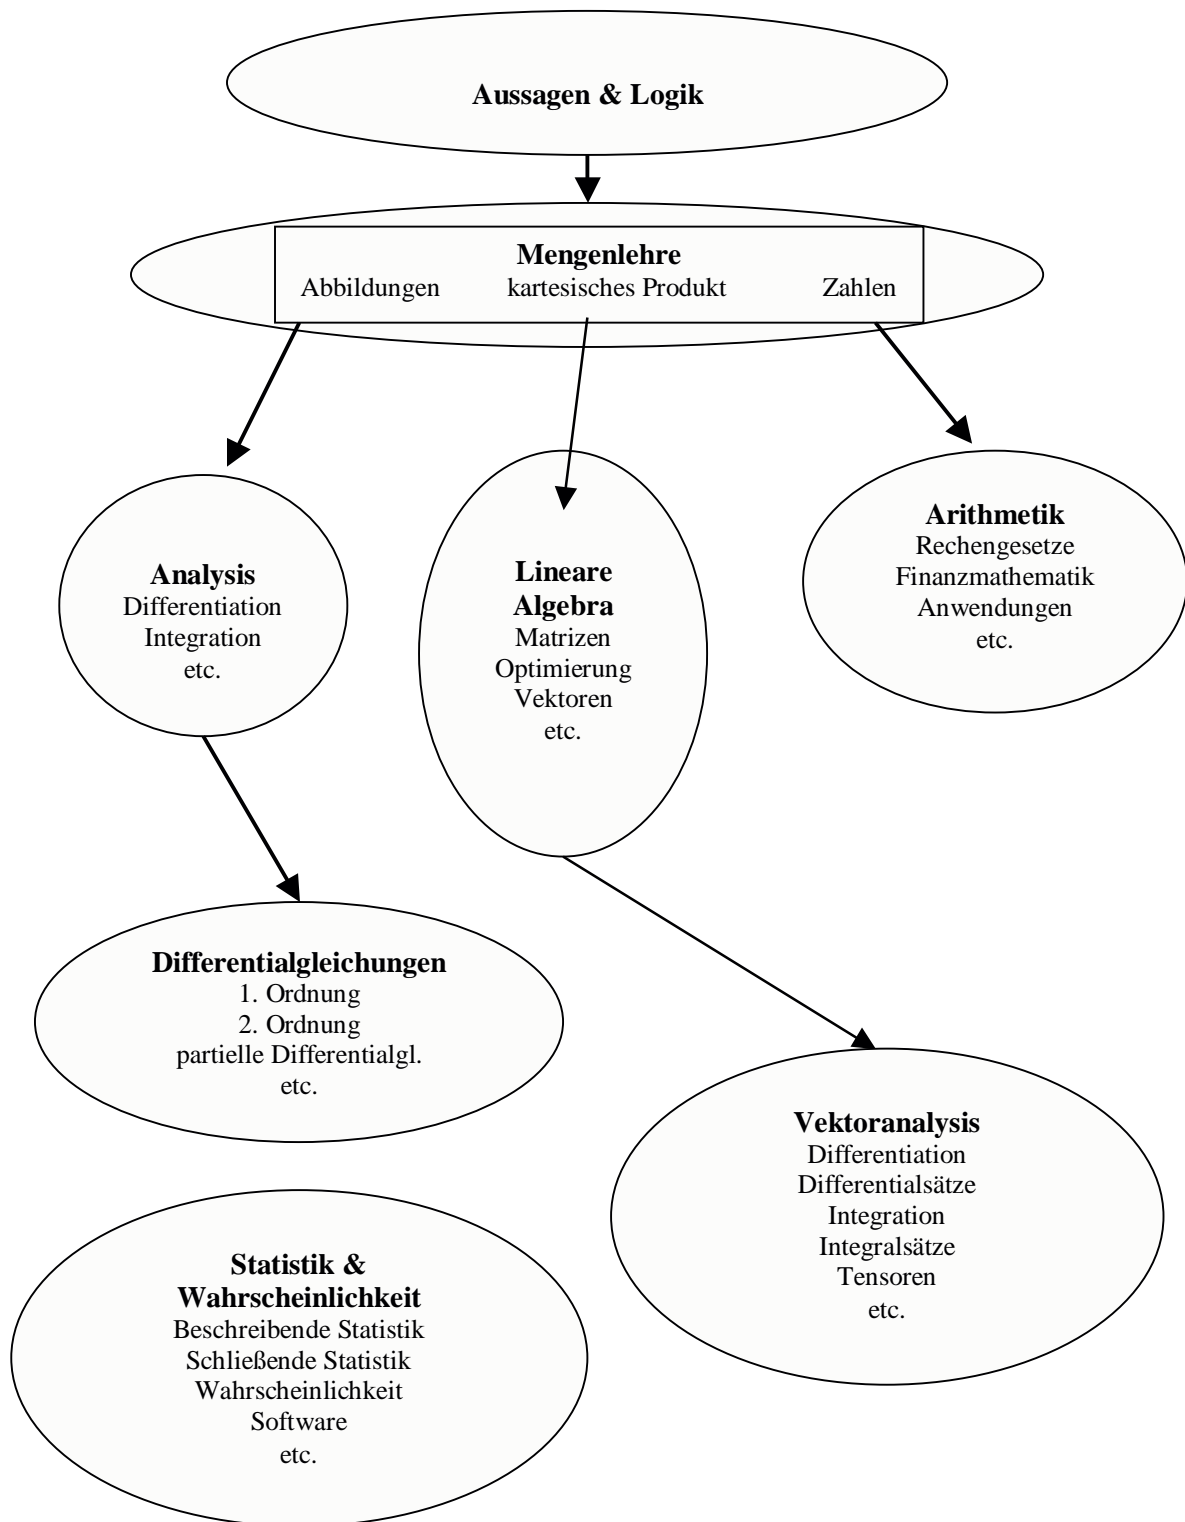 Aussagen & Logik
Mengenlehre
Abbildungen kartesisches Produkt Zahlen
Analysis
Differentiation
Integration
etc.
Lineare
Algebra
Matrizen
Optimierung
Vektoren
etc.
Arithmetik
Rechengesetze
Finanzmathematik
Anwendungen
etc.
Differentialgleichungen
1. Ordnung
2. Ordnung
partielle Differentialgl.
etc.
Vektoranalysis
Differentiation
Differentialsätze
Integration
Integralsätze
Tensoren
etc.
Statistik &
Wahrscheinlichkeit
Beschreibende Statistik
Schließende Statistik
Wahrscheinlichkeit
Software
etc.